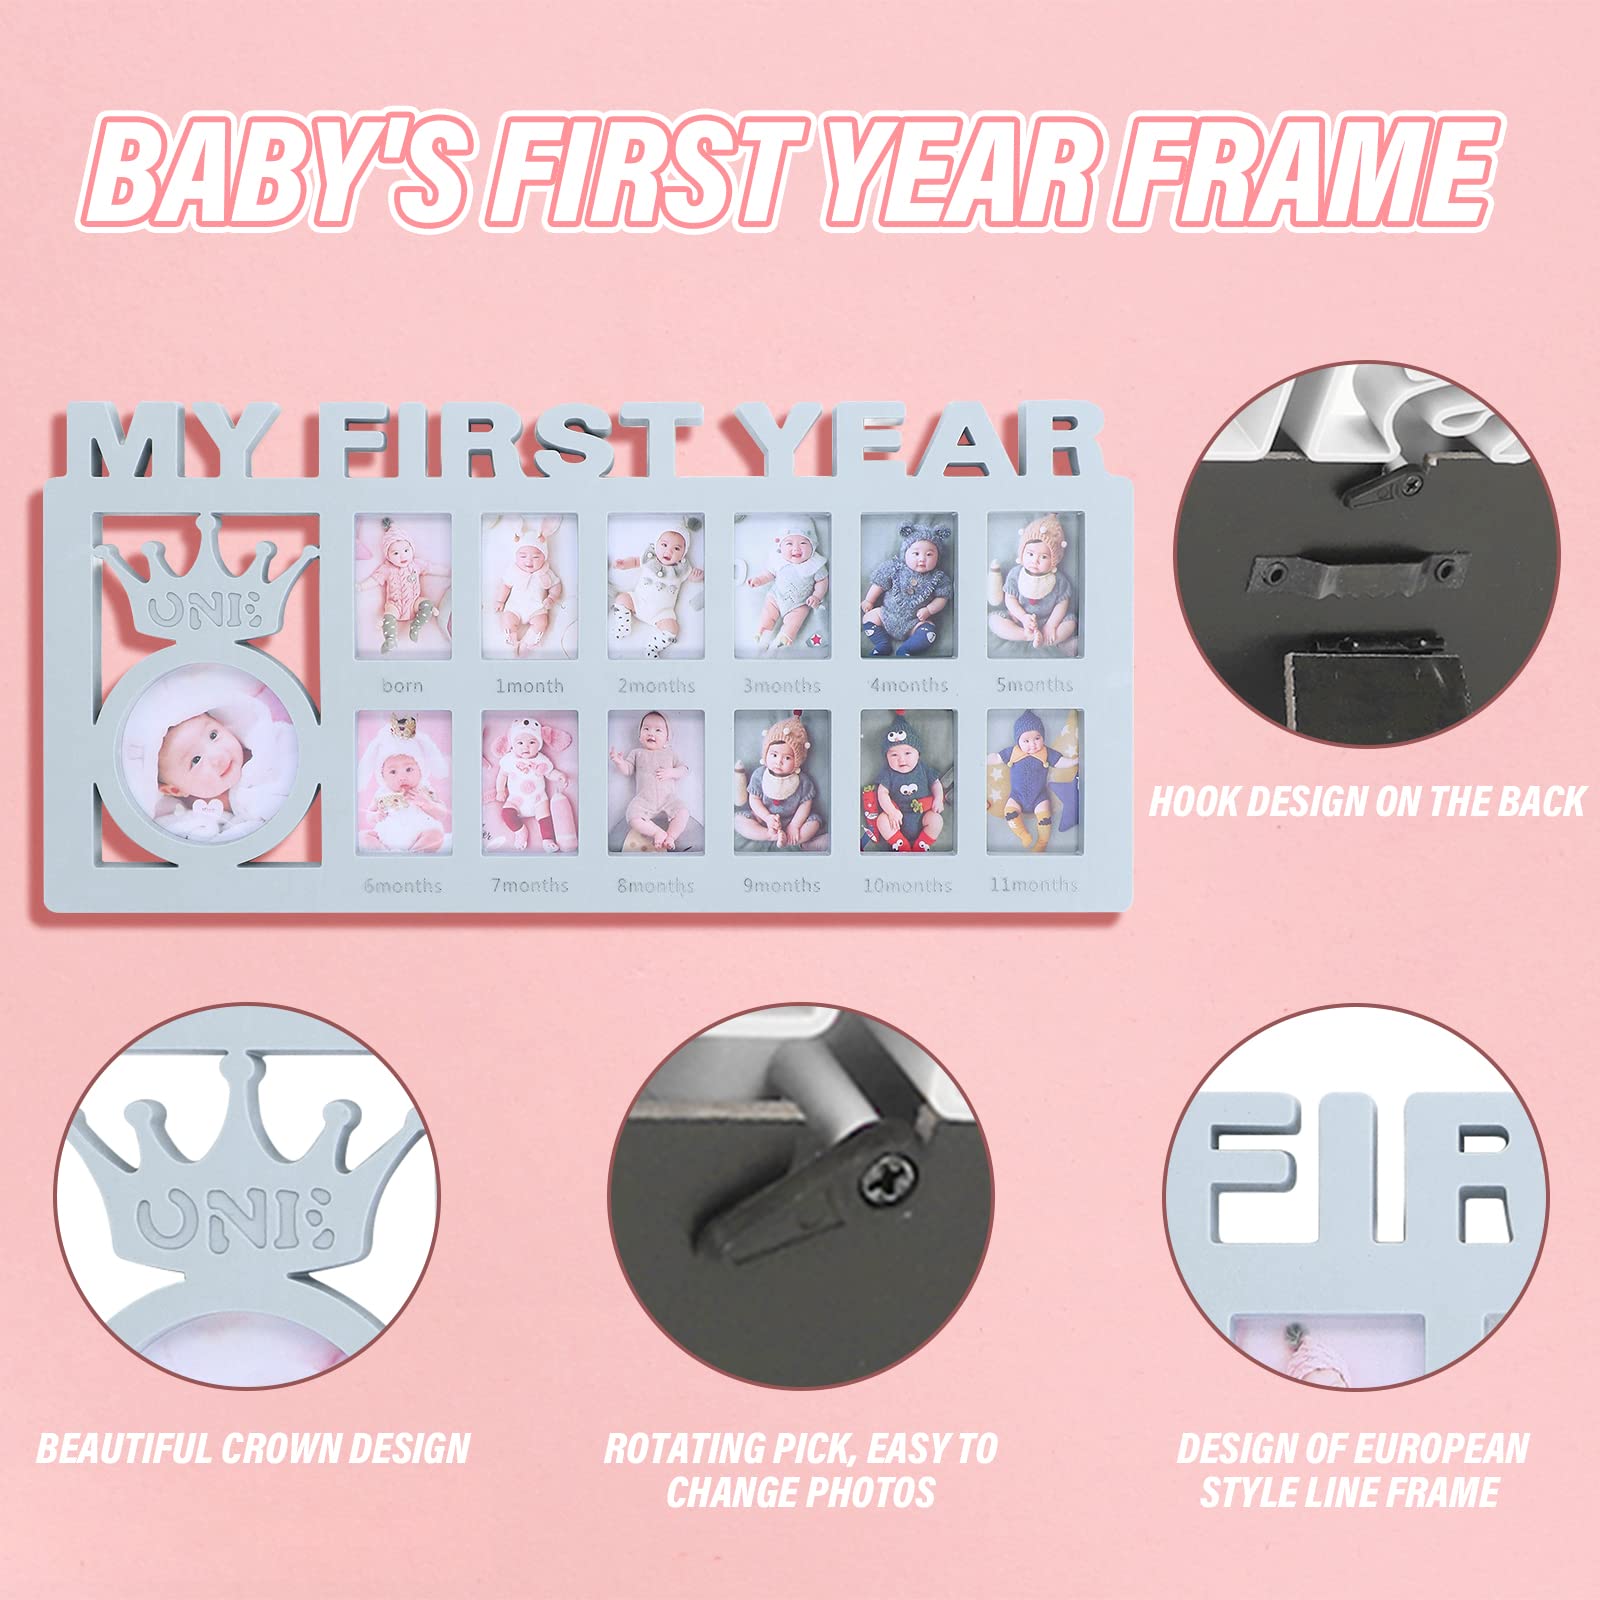 BABY'S FIRST YEAR FRAME
MY FIRST YEAR
ONE
born 1month 2months 3months 4months 5months
6months 7months 8months 9months 10months 11months
HOOK DESIGN ON THE BACK
ONE
FIR
BEAUTIFUL CROWN DESIGN
ROTATING PICK, EASY TO
CHANGE PHOTOS
DESIGN OF EUROPEAN
STYLE LINE FRAME